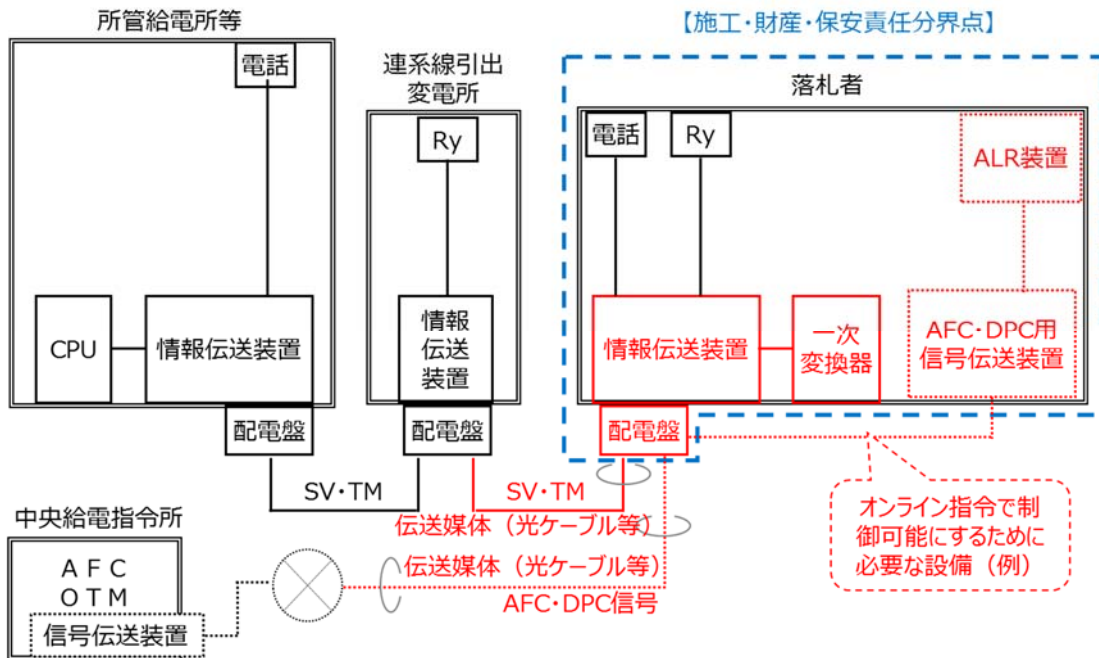 所管給電所等
電話
CPU
情報伝送装置
配電盤
連系線引出
変電所
Ry
情報
伝送
装置
配電盤
【施工・財産・保安責任分界点】
落札者
電話
Ry
ALR装置
情報伝送装置
一次
変換器
AFC・DPC用
信号伝送装置
配電盤
SV・TM
SV・TM
伝送媒体（光ケーブル等）
伝送媒体（光ケーブル等）
AFC・DPC信号
オンライン指令で制
御可能にするために
必要な設備（例）
中央給電指令所
ＡＦＣ
ＯＴＭ
信号伝送装置